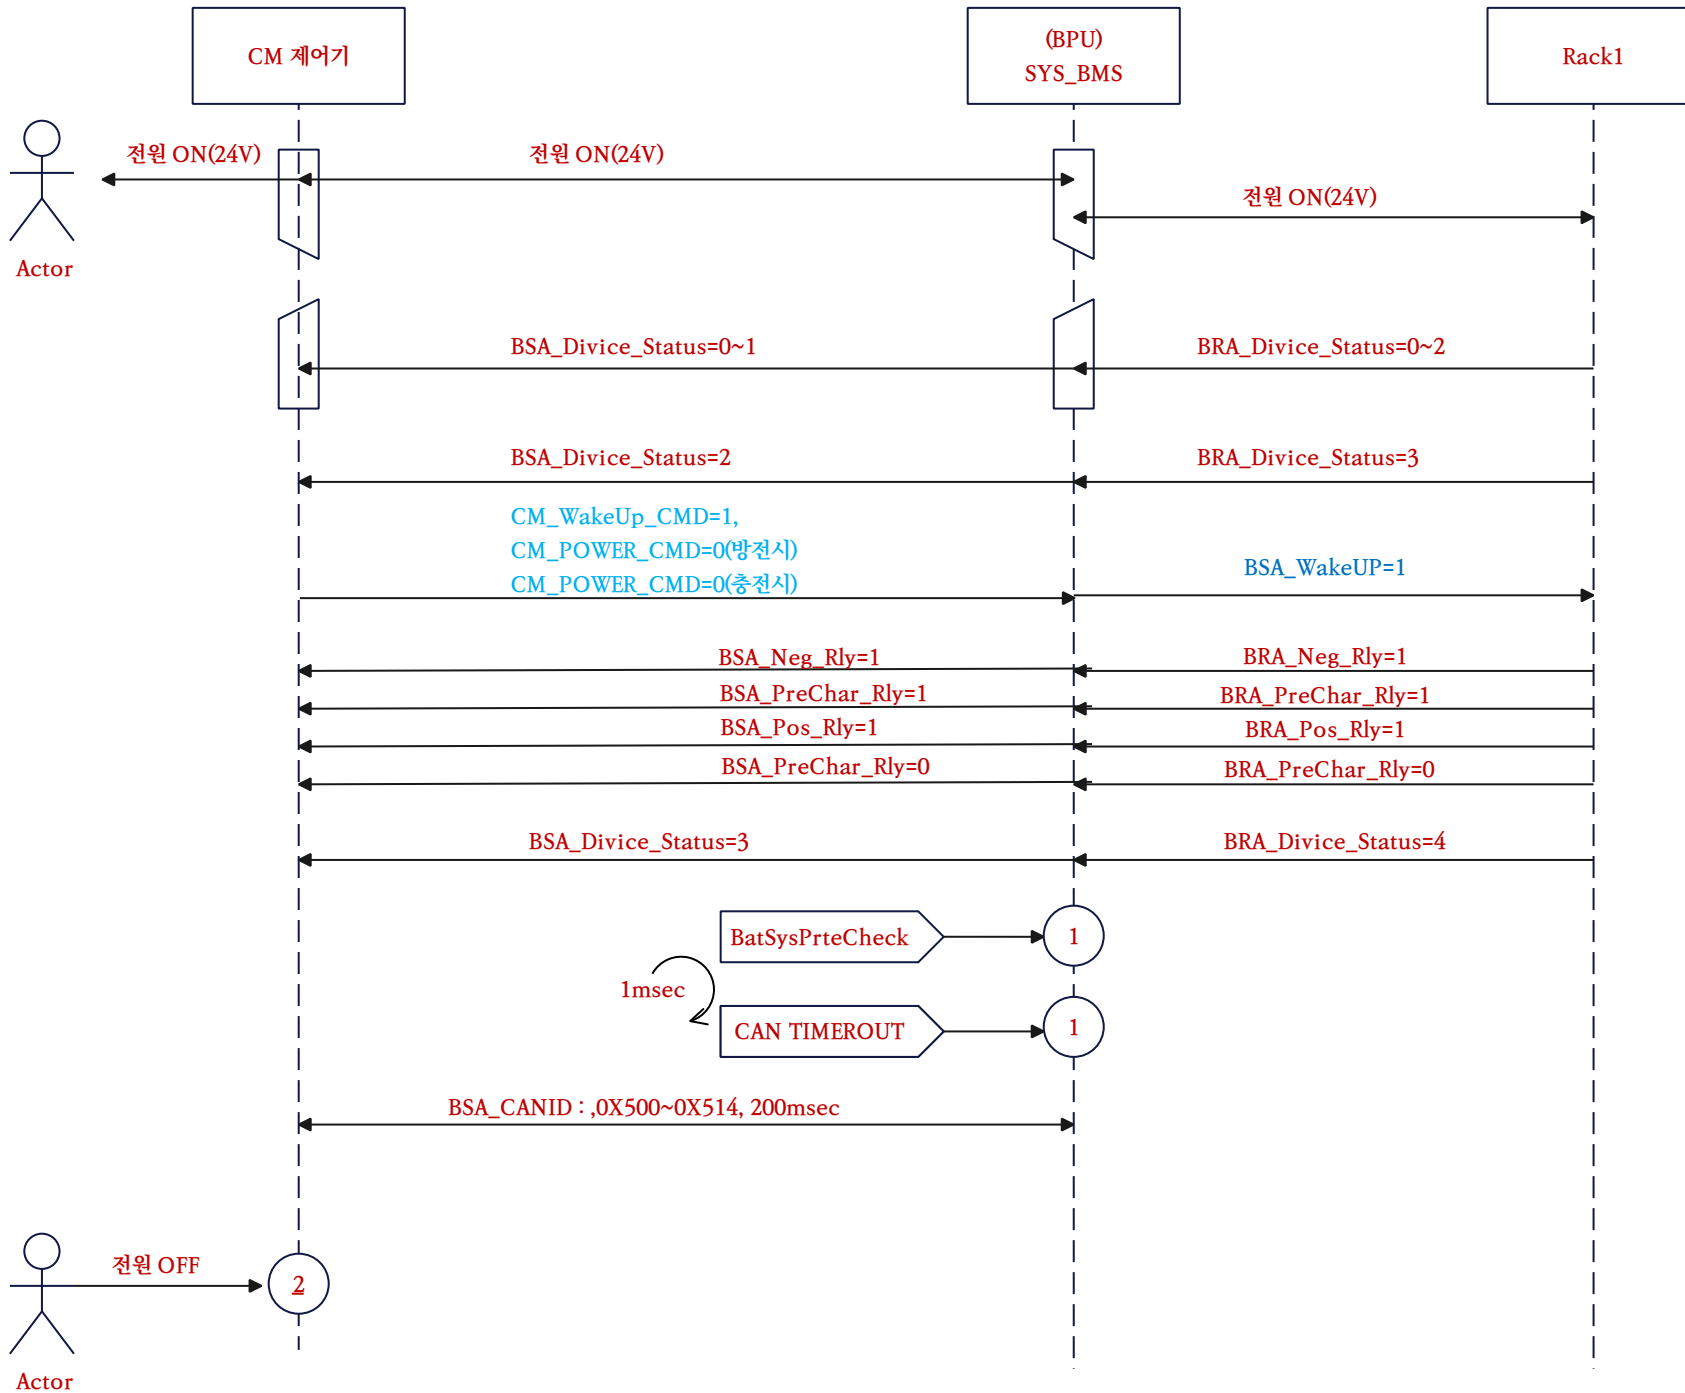 CM 제어기
(BPU)
SYS_BMS
Rack1
전원 ON(24V)
전원 ON(24V)
전원 ON(24V)
Actor
BSA_Divice_Status=0~1
BRA_Divice_Status=0~2
BSA_Divice_Status=2
BRA_Divice_Status=3
CM_WakeUp_CMD=1,
CM_POWER_CMD=0(방전시)
CM_POWER_CMD=0(충전시)
BSA_WakeUP=1
BSA_Neg_Rly=1
BRA_Neg_Rly=1
BSA_PreChar_Rly=1
BRA_PreChar_Rly=1
BSA_Pos_Rly=1
BRA_Pos_Rly=1
BSA_PreChar_Rly=0
BRA_PreChar_Rly=0
BSA_Divice_Status=3
BRA_Divice_Status=4
BatSysPrteCheck
1
1msec
CAN TIMEROUT
1
BSA_CANID : ,0X500~0X514, 200msec
전원 OFF
2
Actor